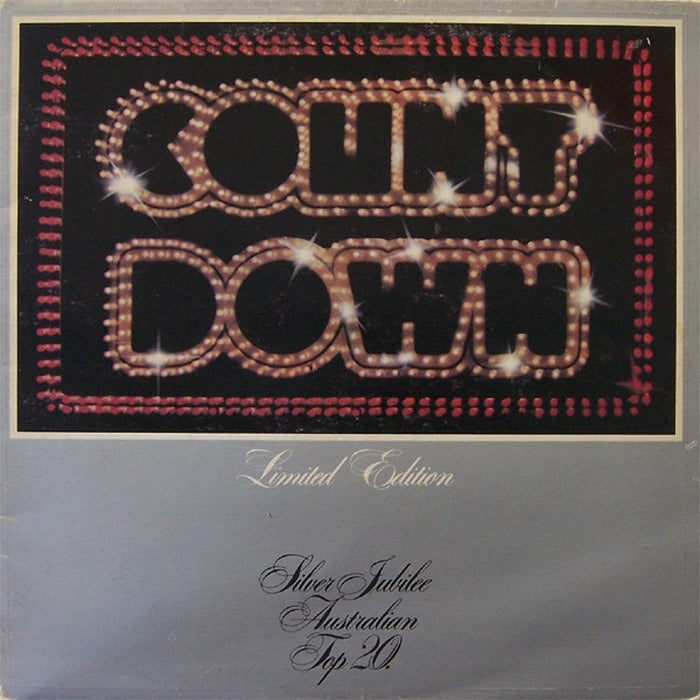 COUNT
DOWN
Limited Edition
Silver Jubilee
Australian
Top 20.